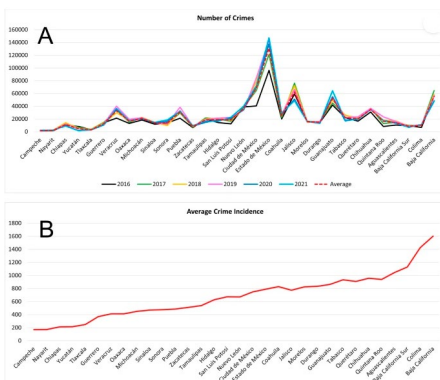 Number of Crimes
A
160000
140000
120000
100000
80000
60000
40000
20000
0
Campeche
Nayarit
Chiapas
Yucatán
Tlaxcala
Guerrero
Veracruz
Oaxaca
Michoacán
Sinaloa
Sonora
Puebla
Zacatecas
Tamaulipas
Hidalgo
San Luis Potosí
Nuevo León
Ciudad de México
Estado de México
Coahuila
Jalisco
Morelos
Durango
Guanajuato
Tabasco
Querétaro
Chihuahua
Quintana Roo
Aguascalientes
Baja California Sur
Colima
Baja California
2016 2017 2018 2019 2020 2021 Average
Average Crime Incidence
B
1800
1600
1400
1200
1000
800
600
400
200
0
Campeche
Nayarit
Chiapas
Yucatán
Tlaxcala
Guerrero
Veracruz
Oaxaca
Michoacán
Sinaloa
Sonora
Puebla
Zacatecas
Tamaulipas
Hidalgo
San Luis Potosí
Nuevo León
Ciudad de México
Estado de México
Coahuila
Jalisco
Morelos
Durango
Guanajuato
Tabasco
Querétaro
Chihuahua
Quintana Roo
Aguascalientes
Baja California Sur
Colima
Baja California